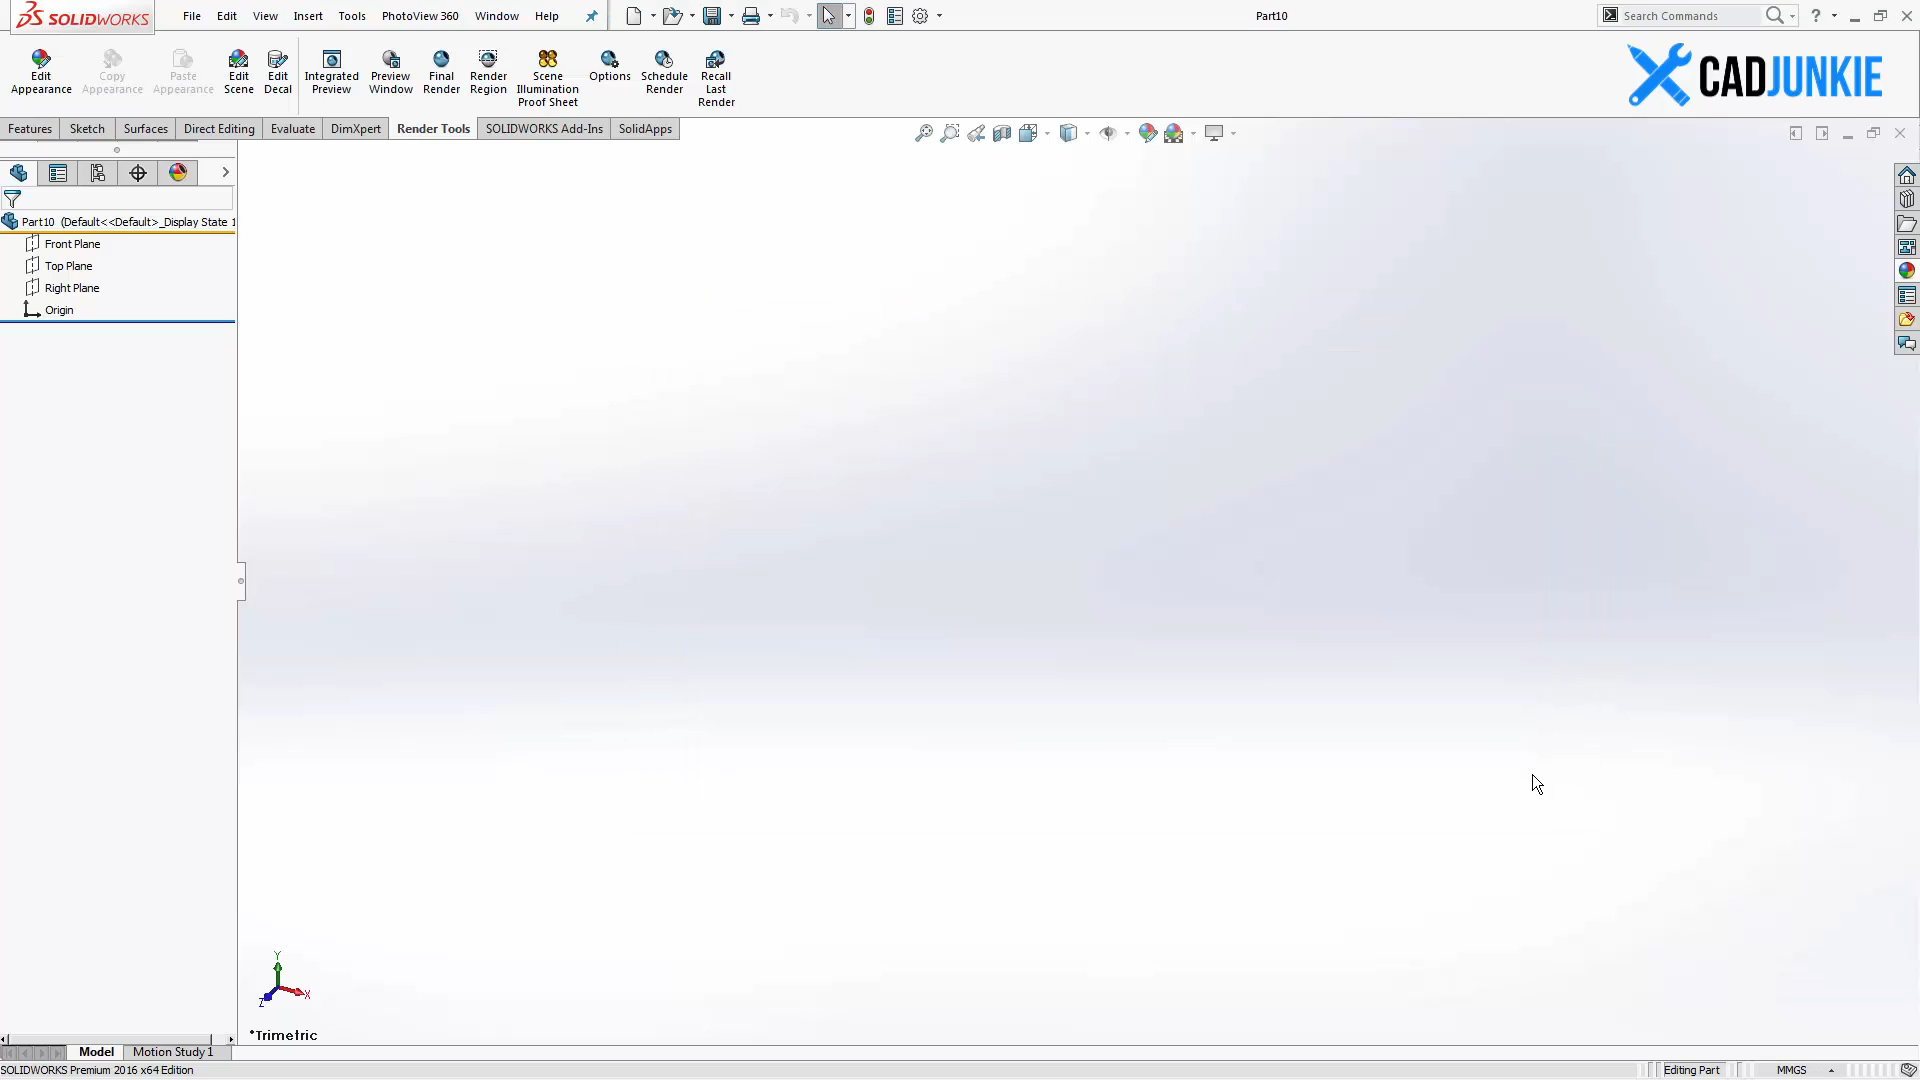 SOLIDWORKS File Edit View Insert Tools PhotoView 360 Window Help Part10 Search Commands ?
Edit Appearance
Copy Appearance
Paste Appearance
Edit Scene
Edit Decal
Integrated Preview
Preview Window
Final Render
Render Region
Scene Illumination Proof Sheet
Options
Schedule Render
Recall Last Render
CADJUNKIE
Features Sketch Surfaces Direct Editing Evaluate DimXpert Render Tools SOLIDWORKS Add-Ins SolidApps
Part10 (Default<<Default>_Display State 1
Front Plane
Top Plane
Right Plane
Origin
Y
X
Z
*Trimetric
Model Motion Study 1
SOLIDWORKS Premium 2016 x64 Edition Editing Part MMGS